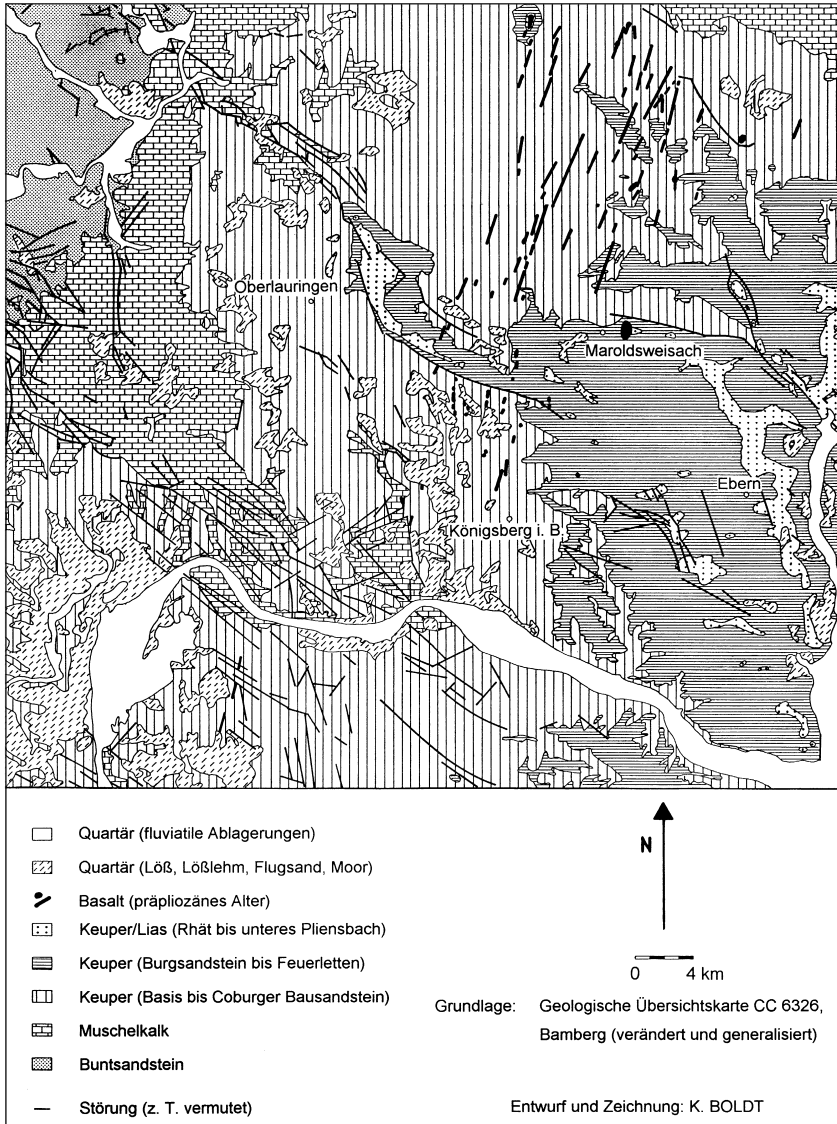 Oberlauringen
Maroldsweisach
Ebern
Königsberg i. B.
Quartär (fluviatile Ablagerungen)
Quartär (Löß, Lößlehm, Flugsand, Moor)
Basalt (präpliozänes Alter)
Keuper/Lias (Rhät bis unteres Pliensbach)
Keuper (Burgsandstein bis Feuerletten)
Keuper (Basis bis Coburger Bausandstein)
Muschelkalk
Buntsandstein
Störung (z. T. vermutet)
N
0 4 km
Grundlage: Geologische Übersichtskarte CC 6326,
Bamberg (verändert und generalisiert)
Entwurf und Zeichnung: K. BOLDT